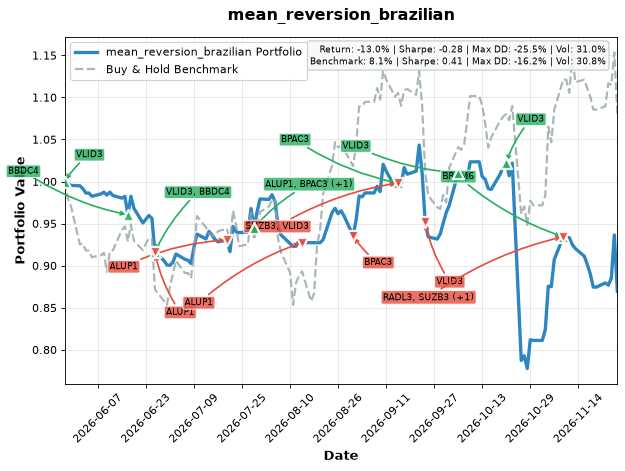 mean_reversion_brazilian
mean_reversion_brazilian Portfolio
Buy & Hold Benchmark
Return: -13.0% | Sharpe: -0.28 | Max DD: -25.5% | Vol: 31.0%
Benchmark: 8.1% | Sharpe: 0.41 | Max DD: -16.2% | Vol: 30.8%
Portfolio Value
1.15
1.10
1.05
1.00
0.95
0.90
0.85
0.80
BBDC4
VLID3
VLID3, BBDC4
ALUP1, BPAC3 (+1)
BPAC3
VLID3
VLID3
SUZB3, VLID3
ALUP1
ALUP1
ALUP1
BPAC3
VLID3
RADL3, SUZB3 (+1)
2026-06-07
2026-06-23
2026-07-09
2026-07-25
2026-08-10
2026-08-26
2026-09-11
2026-09-27
2026-10-13
2026-10-29
2026-11-14
Date